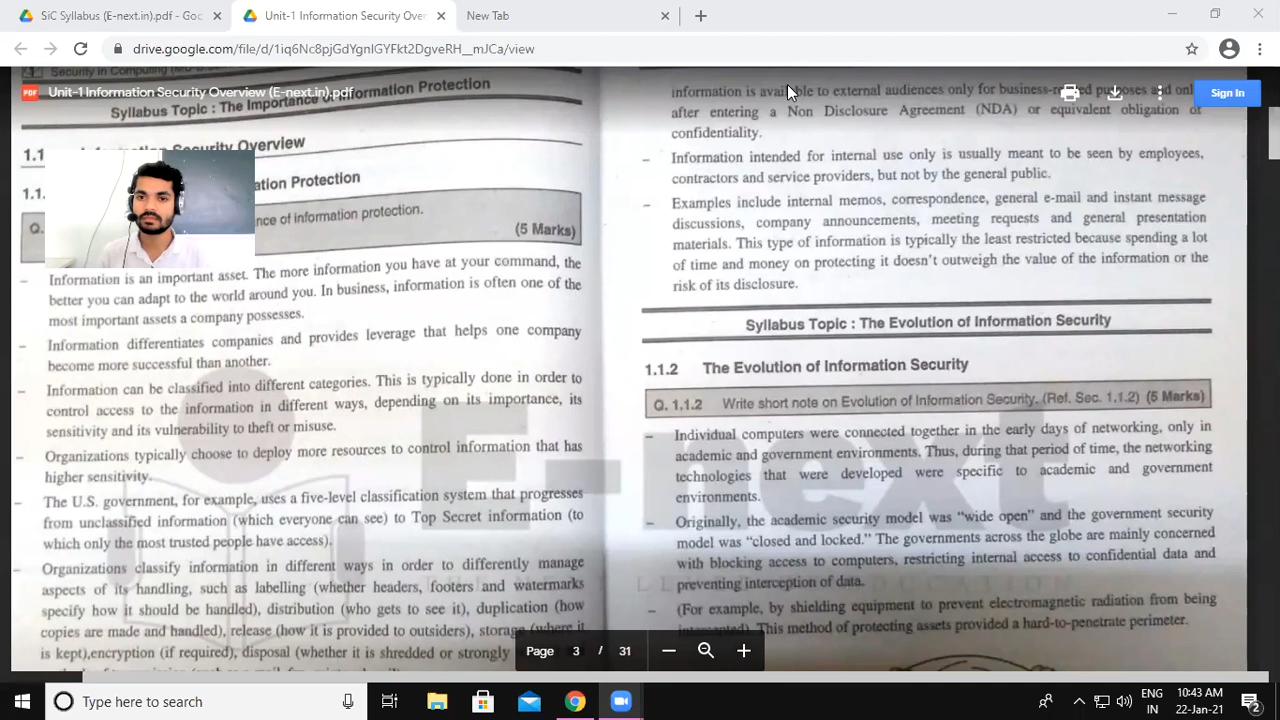 SiC Syllabus (E-next.in).pdf - Goo
Unit-1 Information Security Over
New Tab
drive.google.com/file/d/1iq6Nc8pjGdYgnlGYFkt2DgveRH__mJCa/view
Security in Computing
PDF
Unit-1 Information Security Overview (E-next.in).pdf
Sign In
Syllabus Topic : The Importance of Information Protection
1.1 Information Security Overview
1.1. ation Protection
Q. ance of information protection.
(5 Marks)
– Information is an important asset. The more information you have at your command, the
better you can adapt to the world around you. In business, information is often one of the
most important assets a company possesses.
– Information differentiates companies and provides leverage that helps one company
become more successful than another.
– Information can be classified into different categories. This is typically done in order to
control access to the information in different ways, depending on its importance, its
sensitivity and its vulnerability to theft or misuse.
– Organizations typically choose to deploy more resources to control information that has
higher sensitivity.
– The U.S. government, for example, uses a five-level classification system that progresses
from unclassified information (which everyone can see) to Top Secret information (to
which only the most trusted people have access).
– Organizations classify information in different ways in order to differently manage
aspects of its handling, such as labelling (whether headers, footers and watermarks
specify how it should be handled), distribution (who gets to see it), duplication (how
copies are made and handled), release (how it is provided to outsiders), storage (where it
is kept),encryption (if required), disposal (whether it is shredded or strongly
information is available to external audiences only for business-related purposes and only
after entering a Non Disclosure Agreement (NDA) or equivalent obligation of
confidentiality.
– Information intended for internal use only is usually meant to be seen by employees,
contractors and service providers, but not by the general public.
– Examples include internal memos, correspondence, general e-mail and instant message
discussions, company announcements, meeting requests and general presentation
materials. This type of information is typically the least restricted because spending a lot
of time and money on protecting it doesn't outweigh the value of the information or the
risk of its disclosure.
Syllabus Topic : The Evolution of Information Security
1.1.2 The Evolution of Information Security
Q. 1.1.2 Write short note on Evolution of Information Security. (Ref. Sec. 1.1.2) (5 Marks)
– Individual computers were connected together in the early days of networking, only in
academic and government environments. Thus, during that period of time, the networking
technologies that were developed were specific to academic and government
environments.
– Originally, the academic security model was "wide open" and the government security
model was "closed and locked." The governments across the globe are mainly concerned
with blocking access to computers, restricting internal access to confidential data and
preventing interception of data.
– (For example, by shielding equipment to prevent electromagnetic radiation from being
intercepted). This method of protecting assets provided a hard-to-penetrate perimeter.
E-next
Page 3 / 31
Type here to search
ENG
IN
10:43 AM
22-Jan-21
2